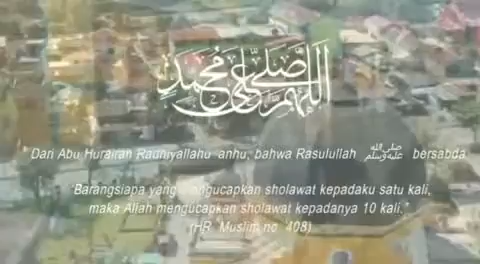 اللهم صل على محمد
Dari Abu Hurairah Radhiyallahu anhu, bahwa Rasulullah ﷺ bersabda
"Barangsiapa yang mengucapkan sholawat kepadaku satu kali,
maka Allah mengucapkan sholawat kepadanya 10 kali."
(HR. Muslim no. 408)